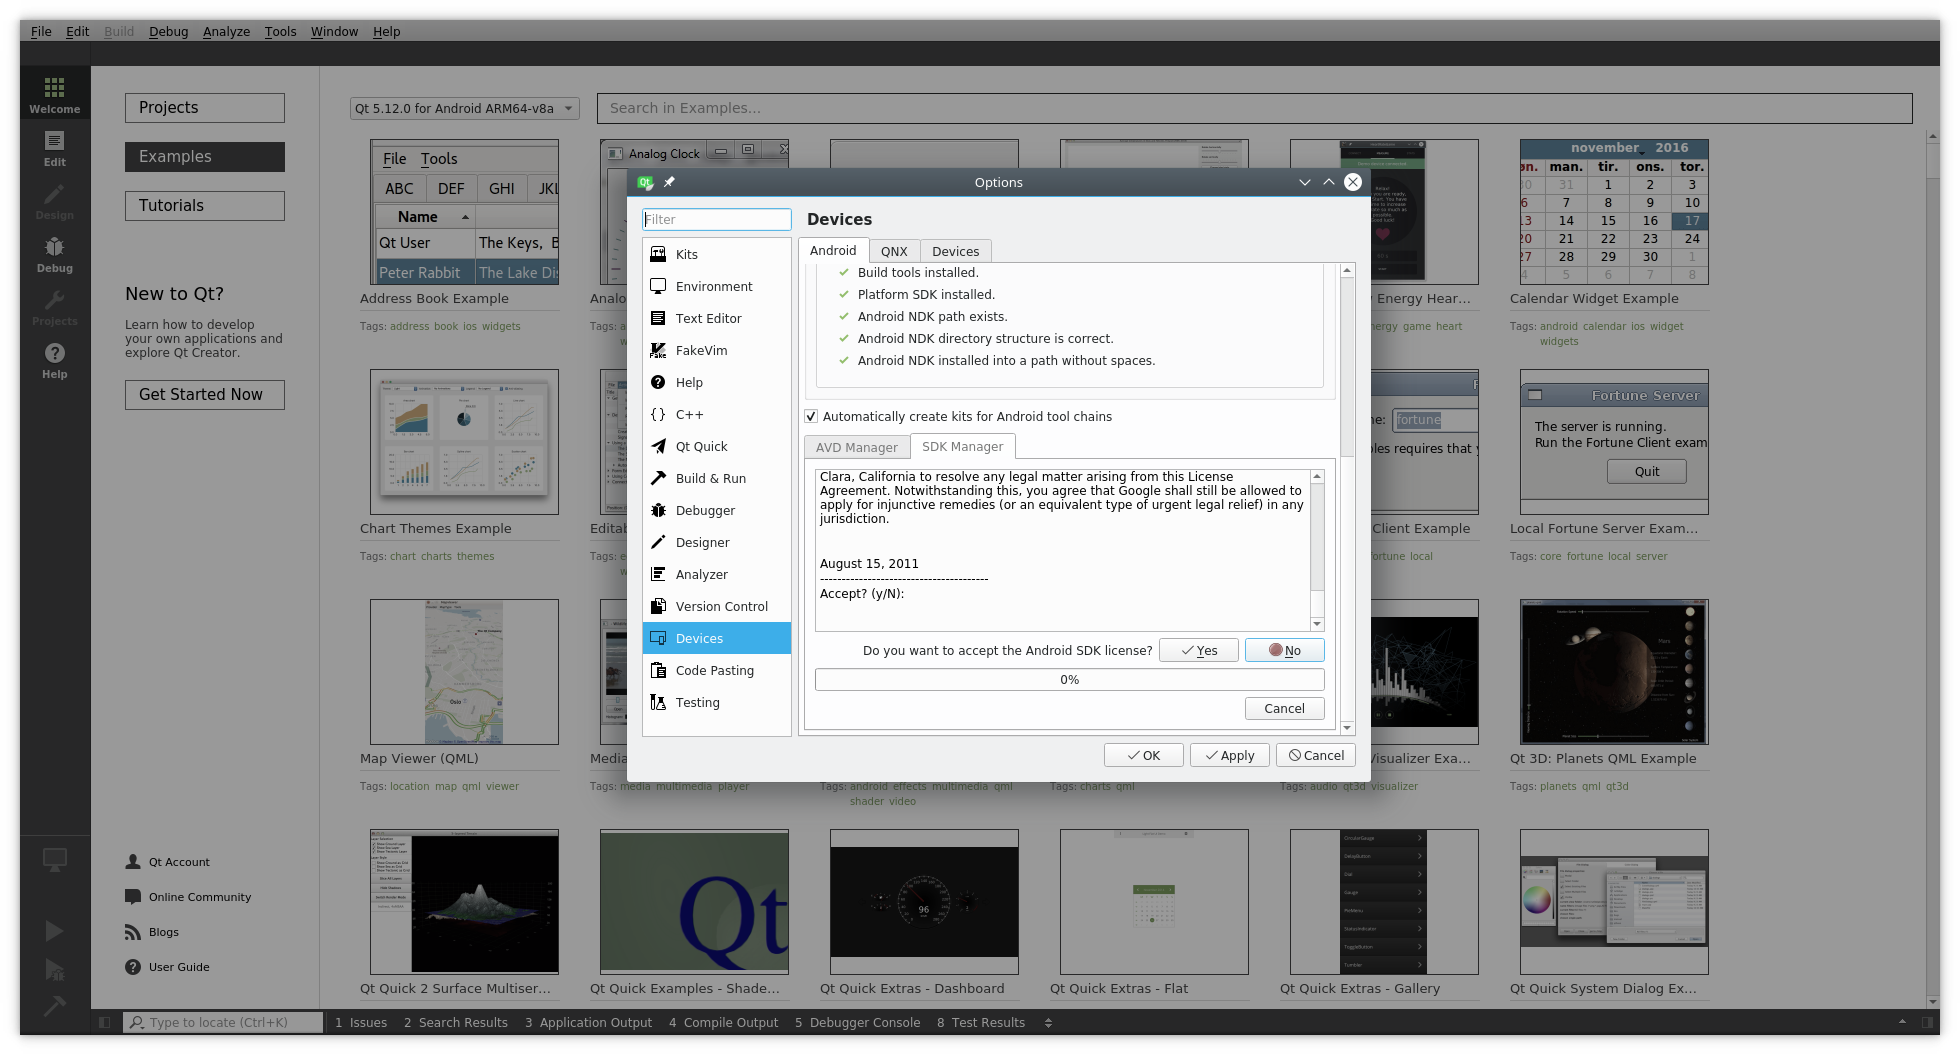 File Edit Build Debug Analyze Tools Window Help
Welcome
Edit
Design
Debug
Projects
Help
Projects
Examples
Tutorials
New to Qt?
Learn how to develop
your own applications and
explore Qt Creator.
Get Started Now
Qt Account
Online Community
Blogs
User Guide
Qt 5.12.0 for Android ARM64-v8a
Search in Examples...
File Tools
ABC DEF GHI JKL
Name
Qt User The Keys, B
Peter Rabbit The Lake Dis
Address Book Example
Tags: address book ios widgets
Analog Clock
november 2016
man. tir. ons. tor.
30 31 1 2 3
6 7 8 9 10
13 14 15 16 17
20 21 22 23 24
27 28 29 30 1
4 5 6 7 8
Energy Hear...
game heart
Calendar Widget Example
Tags: android calendar ios widget
widgets
Options
Filter
Kits
Environment
Text Editor
FakeVim
Help
C++
Qt Quick
Build & Run
Debugger
Designer
Analyzer
Version Control
Devices
Code Pasting
Testing
Devices
Android QNX Devices
Build tools installed.
Platform SDK installed.
Android NDK path exists.
Android NDK directory structure is correct.
Android NDK installed into a path without spaces.
Automatically create kits for Android tool chains
AVD Manager SDK Manager
Clara, California to resolve any legal matter arising from this License
Agreement. Notwithstanding this, you agree that Google shall still be allowed to
apply for injunctive remedies (or an equivalent type of urgent legal relief) in any
jurisdiction.
August 15, 2011
---------------------------------------
Accept? (y/N):
Do you want to accept the Android SDK license? Yes No
0%
Cancel
OK Apply Cancel
Chart Themes Example
Tags: chart charts themes
fortune
requires that
Client Example
fortune local
Fortune Server
The server is running.
Run the Fortune Client exam
Quit
Local Fortune Server Exam...
Tags: core fortune local server
Map Viewer (QML)
Tags: location map qml viewer
Media
Tags: media multimedia player
Tags: android effects multimedia qml
shader video
Tags: charts qml
Visualizer Exa...
Tags: audio qt3d visualizer
Mars
Qt 3D: Planets QML Example
Tags: planets qml qt3d
Qt Quick 2 Surface Multiser...
Qt
Qt Quick Examples - Shade...
96
Qt Quick Extras - Dashboard
Qt Quick Extras - Flat
CircularGauge
DelayButton
Dial
Gauge
PieMenu
StatusIndicator
ToggleButton
Tumbler
Qt Quick Extras - Gallery
Qt Quick System Dialog Ex...
Type to locate (Ctrl+K) 1 Issues 2 Search Results 3 Application Output 4 Compile Output 5 Debugger Console 8 Test Results